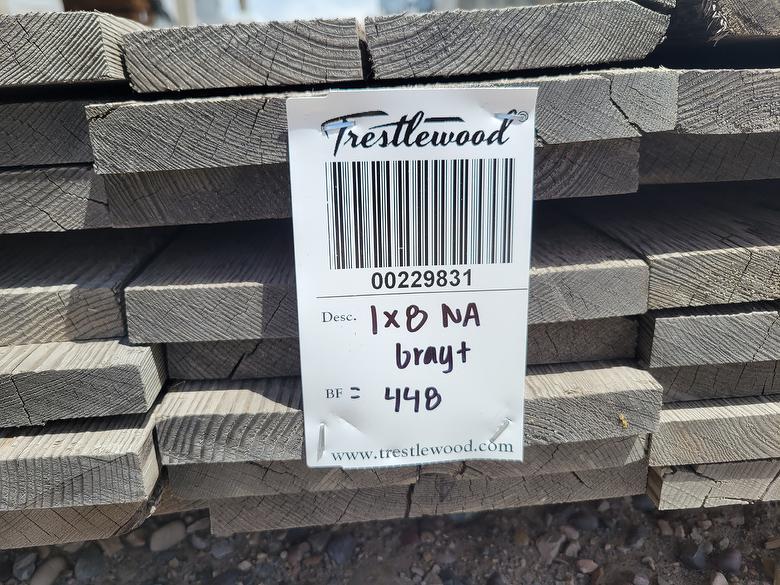 Trestlewood®
00229831
Desc. 1x8 NA
Gray+
BF = 448
www.trestlewood.com